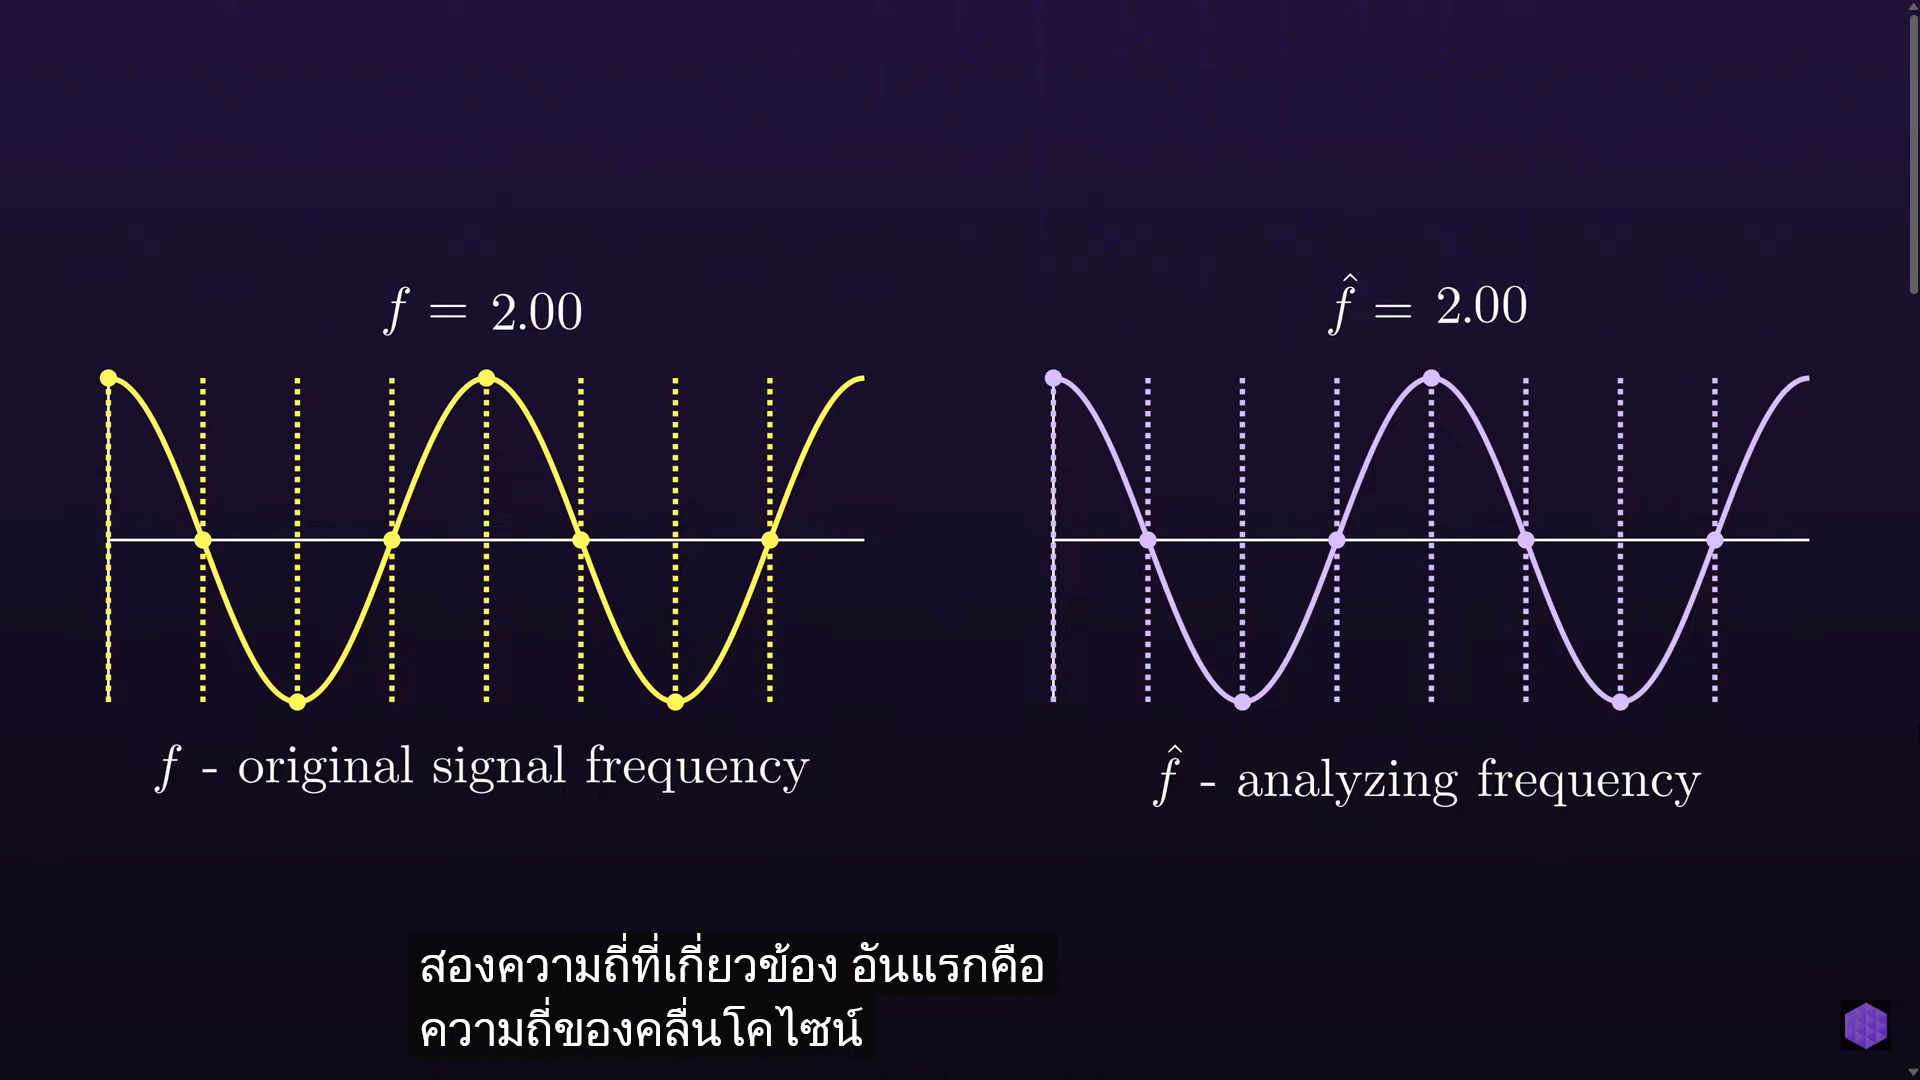 f = 2.00
f̂ = 2.00
f - original signal frequency
f̂ - analyzing frequency
สองความถี่ที่เกี่ยวข้อง อันแรกคือ
ความถี่ของคลื่นโคไซน์